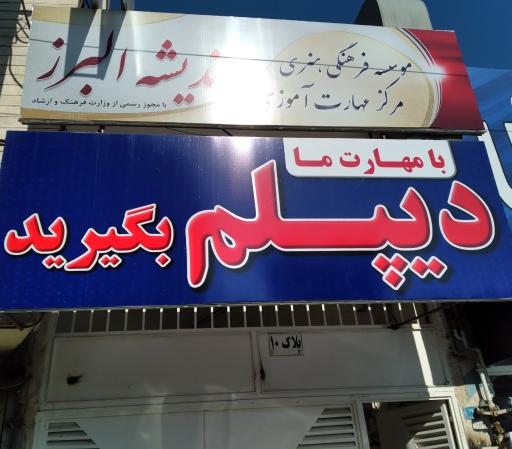 موسسه فرهنگی هنری
مرکز مهارت آموزی
اندیشه البرز
با مجوز رسمی از وزارت فرهنگ و ارشاد
با مهارت ما
دیپلم بگیرید
پلاک ۱۰